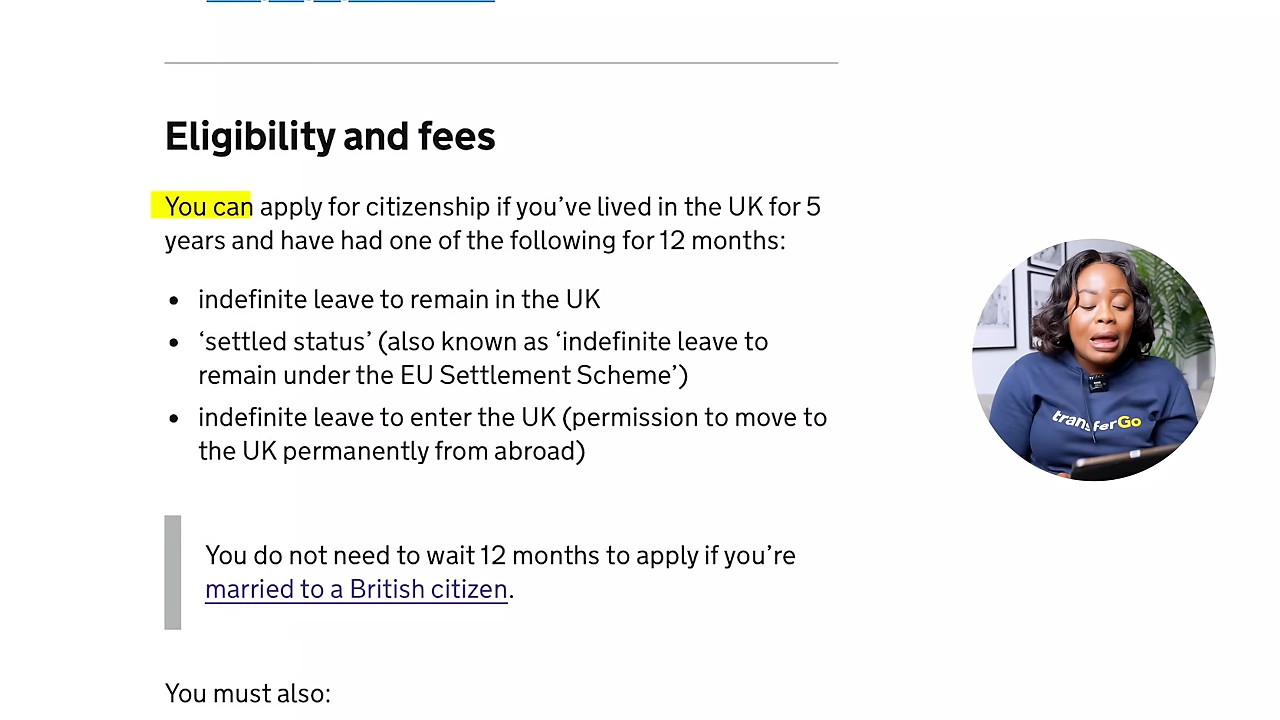 Eligibility and fees
You can apply for citizenship if you’ve lived in the UK for 5
years and have had one of the following for 12 months:
• indefinite leave to remain in the UK
• ‘settled status’ (also known as ‘indefinite leave to
remain under the EU Settlement Scheme’)
• indefinite leave to enter the UK (permission to move to
the UK permanently from abroad)
You do not need to wait 12 months to apply if you’re
married to a British citizen.
You must also:
transferGo